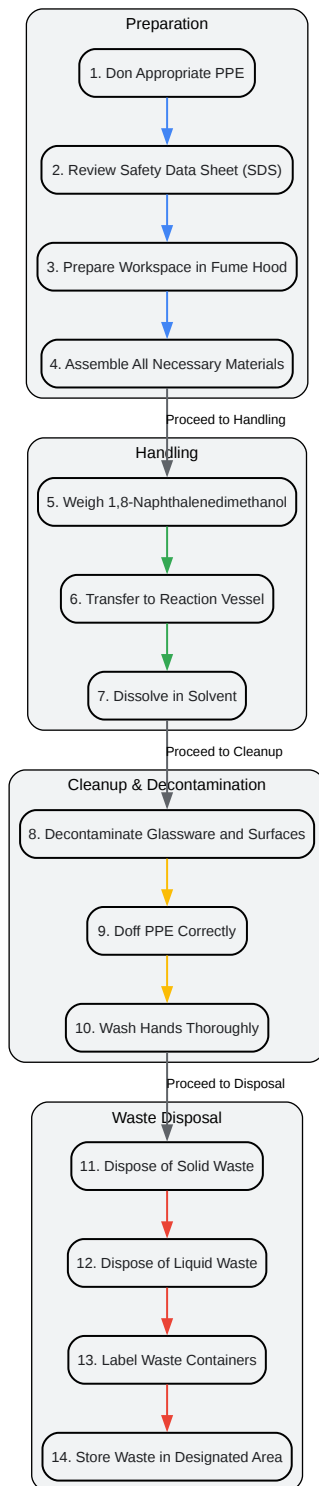 Preparation
1. Don Appropriate PPE
2. Review Safety Data Sheet (SDS)
3. Prepare Workspace in Fume Hood
4. Assemble All Necessary Materials
Proceed to Handling
Handling
5. Weigh 1,8-Naphthalenedimethanol
6. Transfer to Reaction Vessel
7. Dissolve in Solvent
Proceed to Cleanup
Cleanup & Decontamination
8. Decontaminate Glassware and Surfaces
9. Doff PPE Correctly
10. Wash Hands Thoroughly
Proceed to Disposal
Waste Disposal
11. Dispose of Solid Waste
12. Dispose of Liquid Waste
13. Label Waste Containers
14. Store Waste in Designated Area